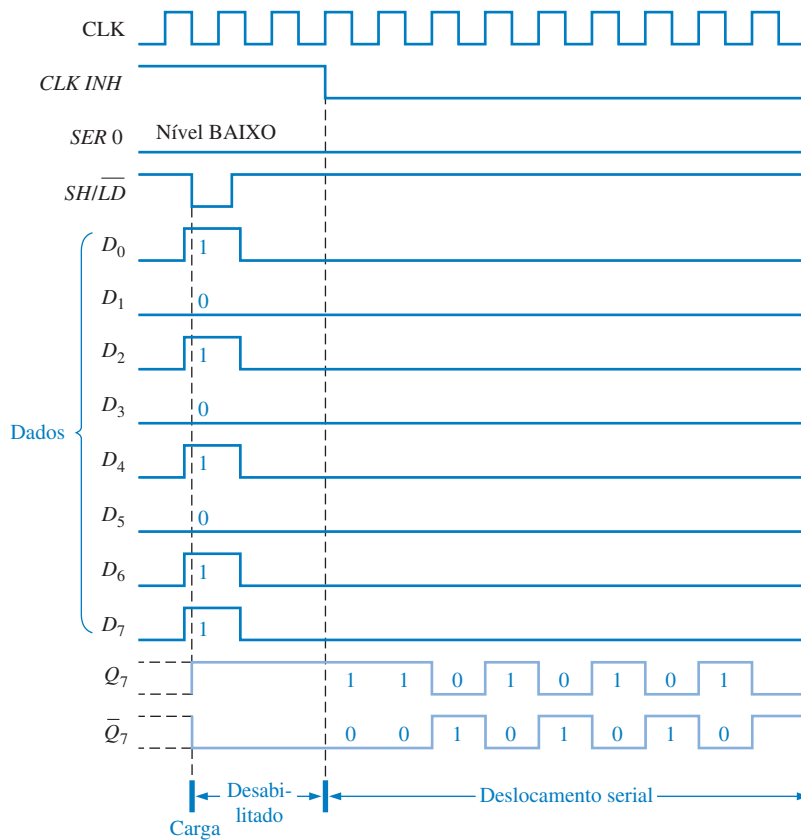 CLK
CLK INH
SER 0 Nível BAIXO
SH/L̅D̅
D₀ 1
D₁ 0
D₂ 1
D₃ 0
Dados
D₄ 1
D₅ 0
D₆ 1
D₇ 1
Q₇ 1 1 0 1 0 1 0 1
Q̅₇ 0 0 1 0 1 0 1 0
Desabi-
litado
Deslocamento serial
Carga